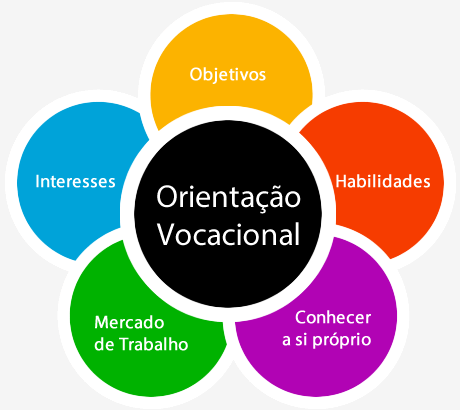 Objetivos
Interesses
Habilidades
Orientação
Vocacional
Mercado
de Trabalho
Conhecer
a si próprio